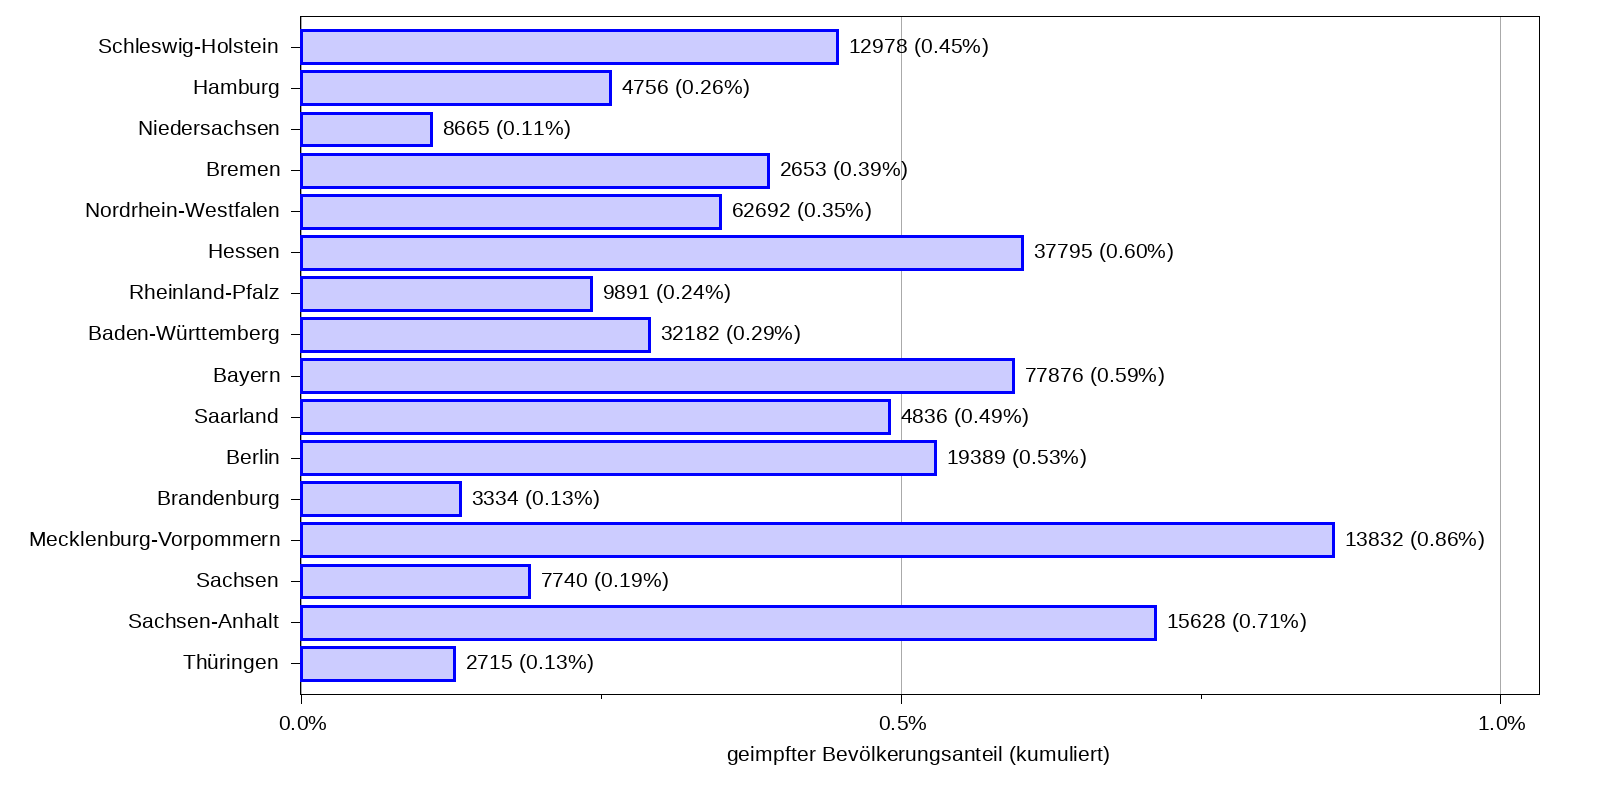 Schleswig-Holstein 12978 (0.45%)
Hamburg 4756 (0.26%)
Niedersachsen 8665 (0.11%)
Bremen 2653 (0.39%)
Nordrhein-Westfalen 62692 (0.35%)
Hessen 37795 (0.60%)
Rheinland-Pfalz 9891 (0.24%)
Baden-Württemberg 32182 (0.29%)
Bayern 77876 (0.59%)
Saarland 4836 (0.49%)
Berlin 19389 (0.53%)
Brandenburg 3334 (0.13%)
Mecklenburg-Vorpommern 13832 (0.86%)
Sachsen 7740 (0.19%)
Sachsen-Anhalt 15628 (0.71%)
Thüringen 2715 (0.13%)
0.0% 0.5% 1.0%
geimpfter Bevölkerungsanteil (kumuliert)